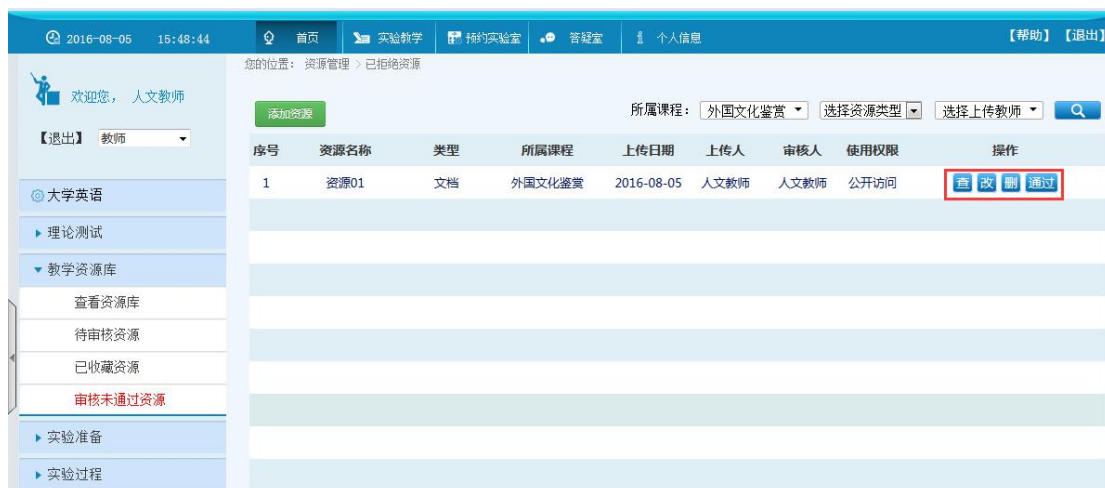 2016-08-05 15:48:44 首页 实验教学 预约实验室 答疑室 个人信息 【帮助】 【退出】
您的位置： 资源管理 > 已拒绝资源
欢迎您， 人文教师
【退出】 教师
添加资源 所属课程： 外国文化鉴赏 选择资源类型 选择上传教师
序号 资源名称 类型 所属课程 上传日期 上传人 审核人 使用权限 操作
1 资源01 文档 外国文化鉴赏 2016-08-05 人文教师 人文教师 公开访问 查 改 删 通过
大学英语
理论测试
教学资源库
查看资源库
待审核资源
已收藏资源
审核未通过资源
实验准备
实验过程